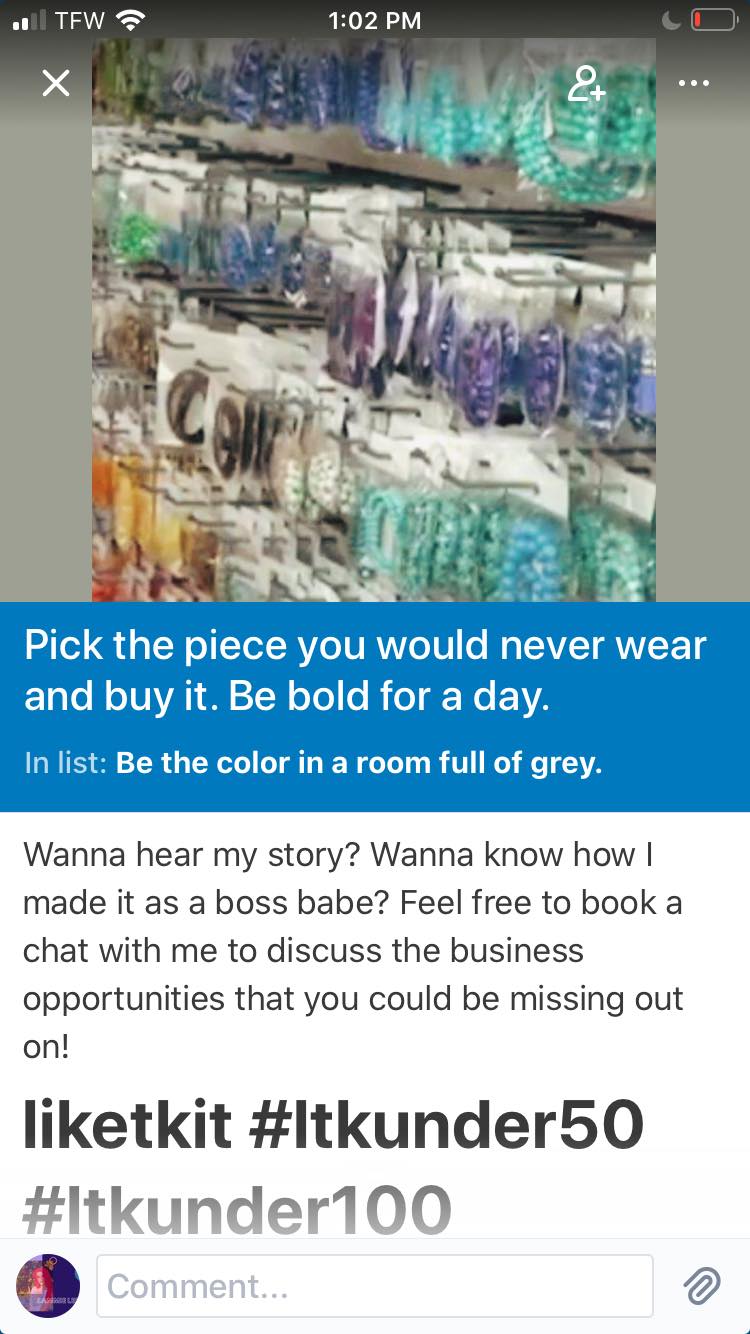 TFW 1:02 PM
Pick the piece you would never wear
and buy it. Be bold for a day.
In list: Be the color in a room full of grey.
Wanna hear my story? Wanna know how I
made it as a boss babe? Feel free to book a
chat with me to discuss the business
opportunities that you could be missing out
on!
liketkit #ltkunder50
#ltkunder100
Comment...